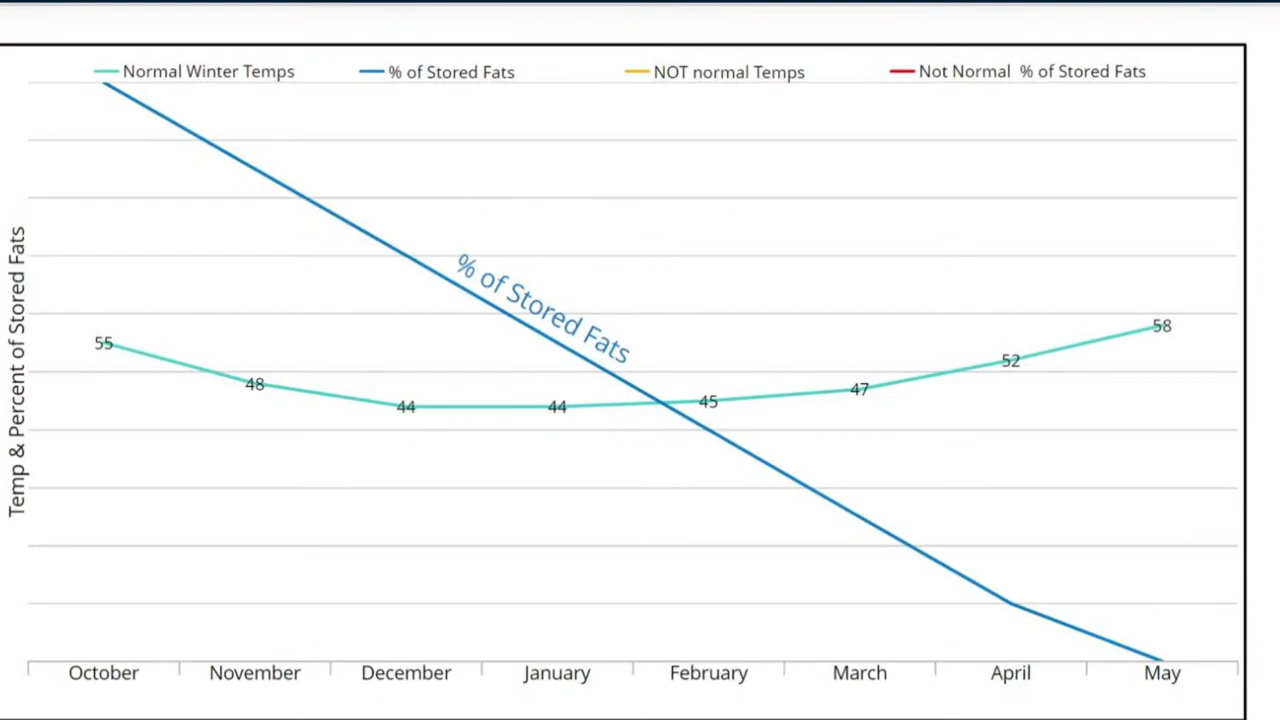 Normal Winter Temps
% of Stored Fats
NOT normal Temps
Not Normal % of Stored Fats
Temp & Percent of Stored Fats
% of Stored Fats
55
48
44
44
45
47
52
58
October
November
December
January
February
March
April
May